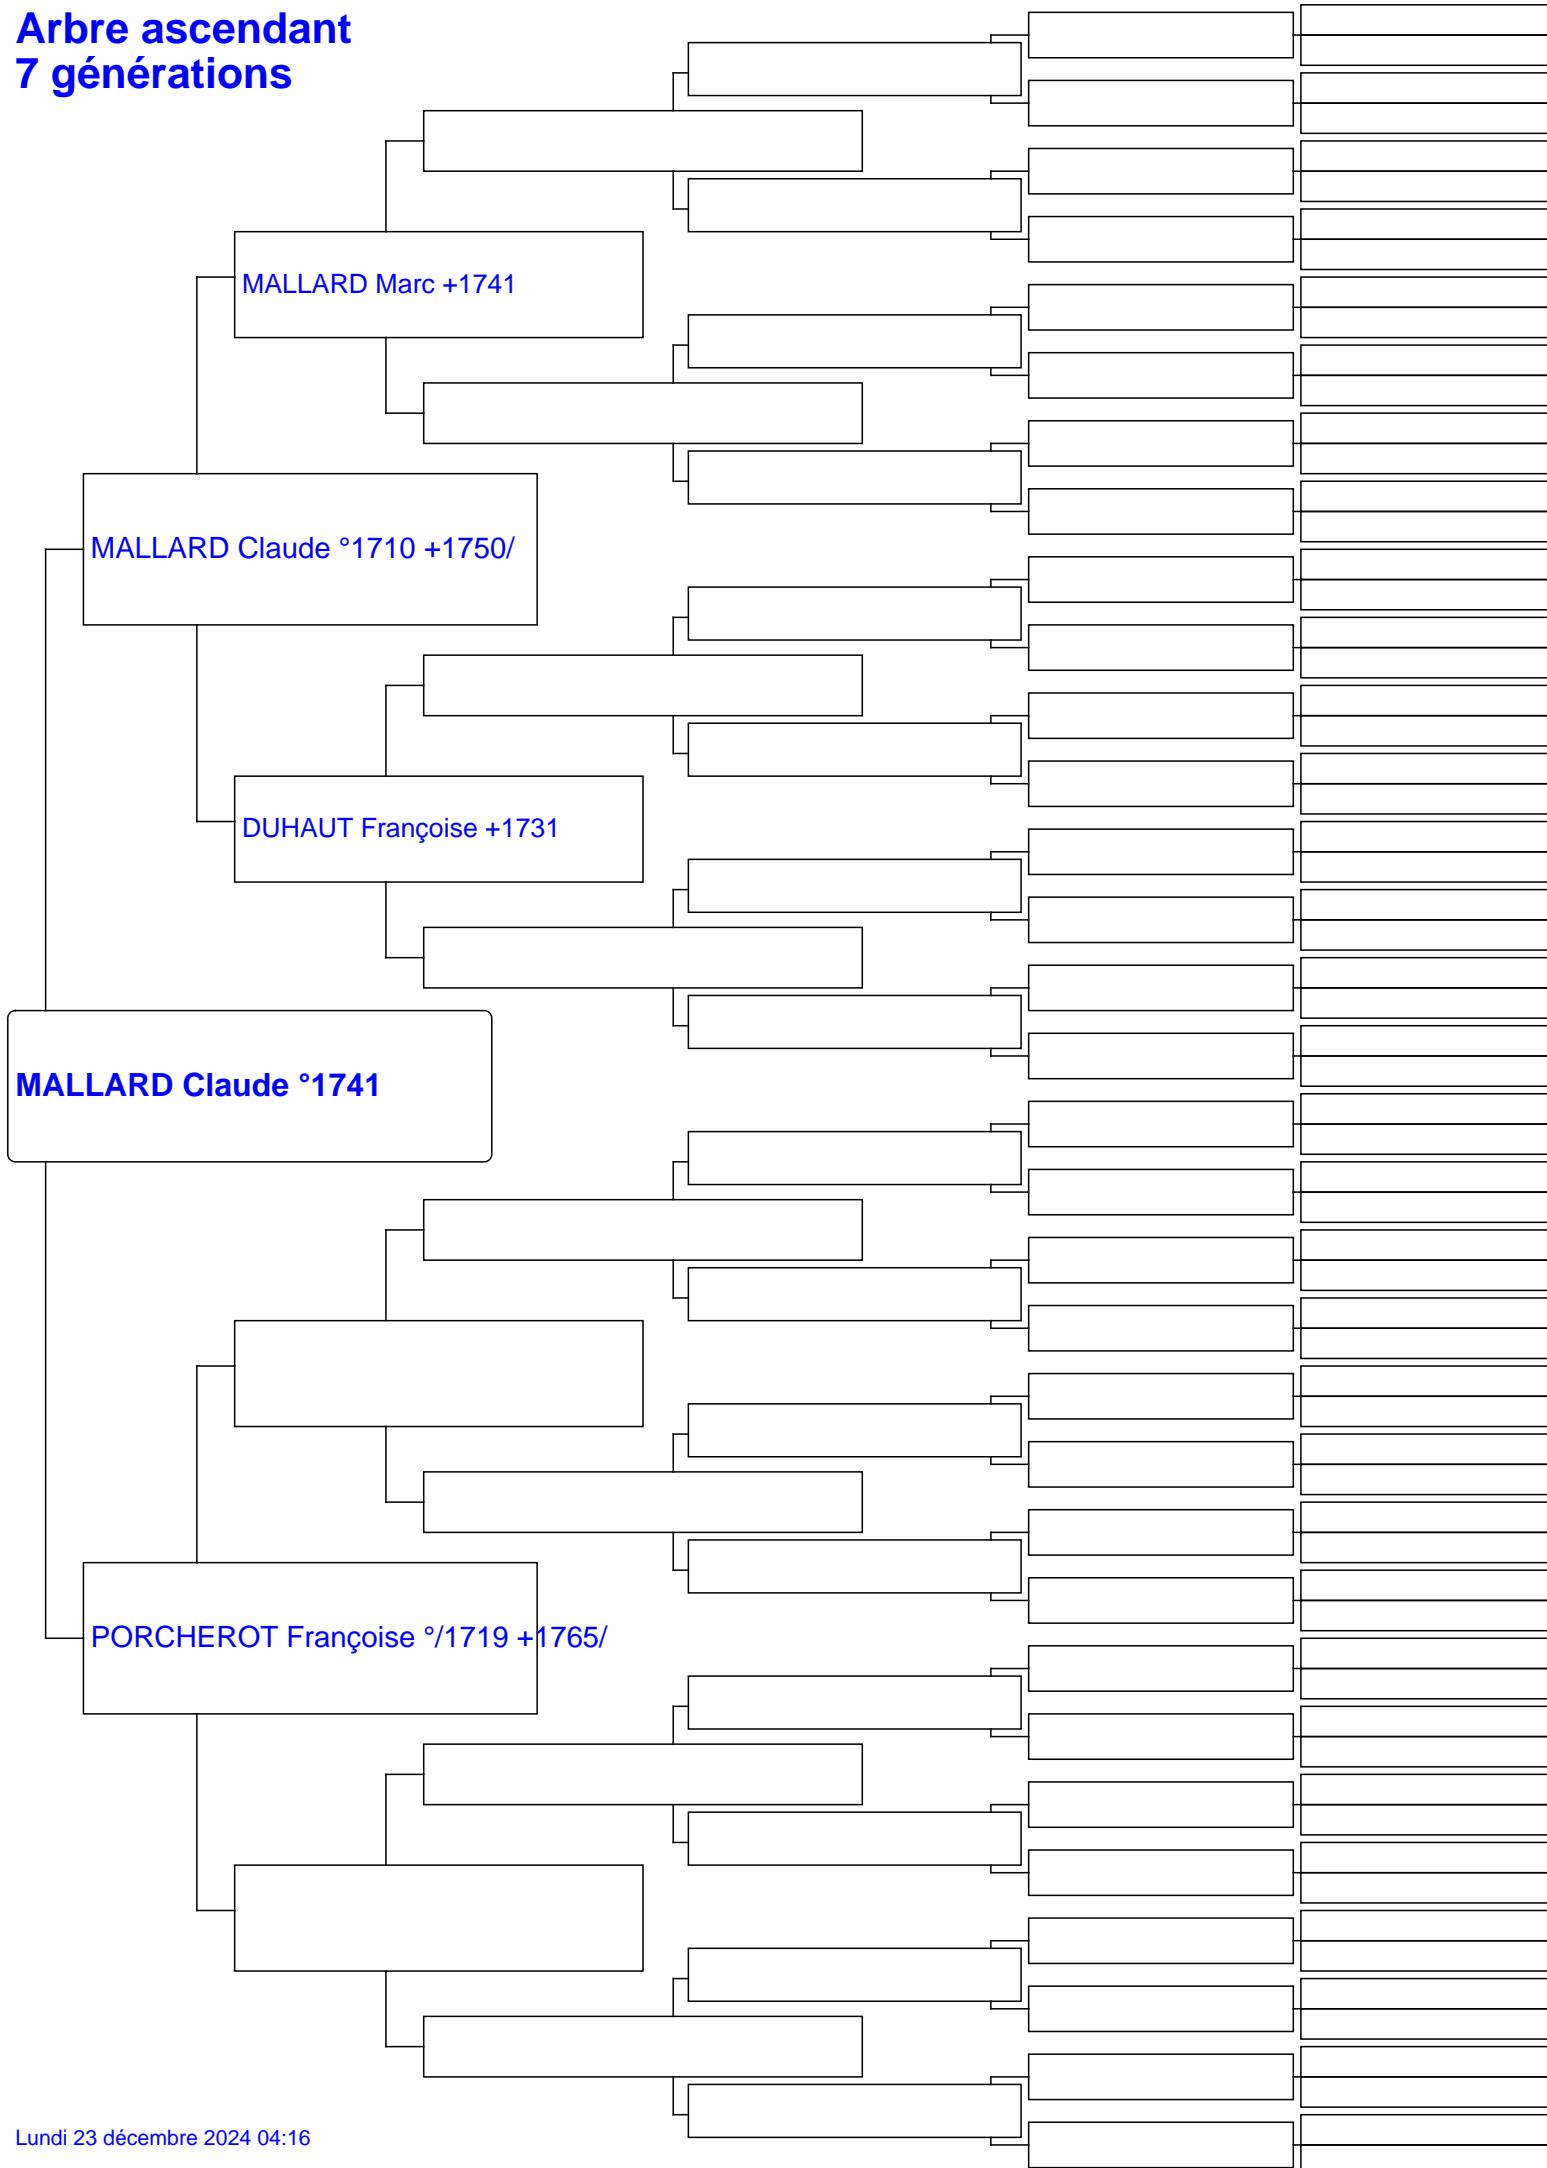 Arbre ascendant
7 générations
MALLARD Marc +1741
MALLARD Claude °1710 +1750/
DUHAUT Françoise +1731
MALLARD Claude °1741
PORCHEROT Françoise °/1719 +1765/
Lundi 23 décembre 2024 04:16